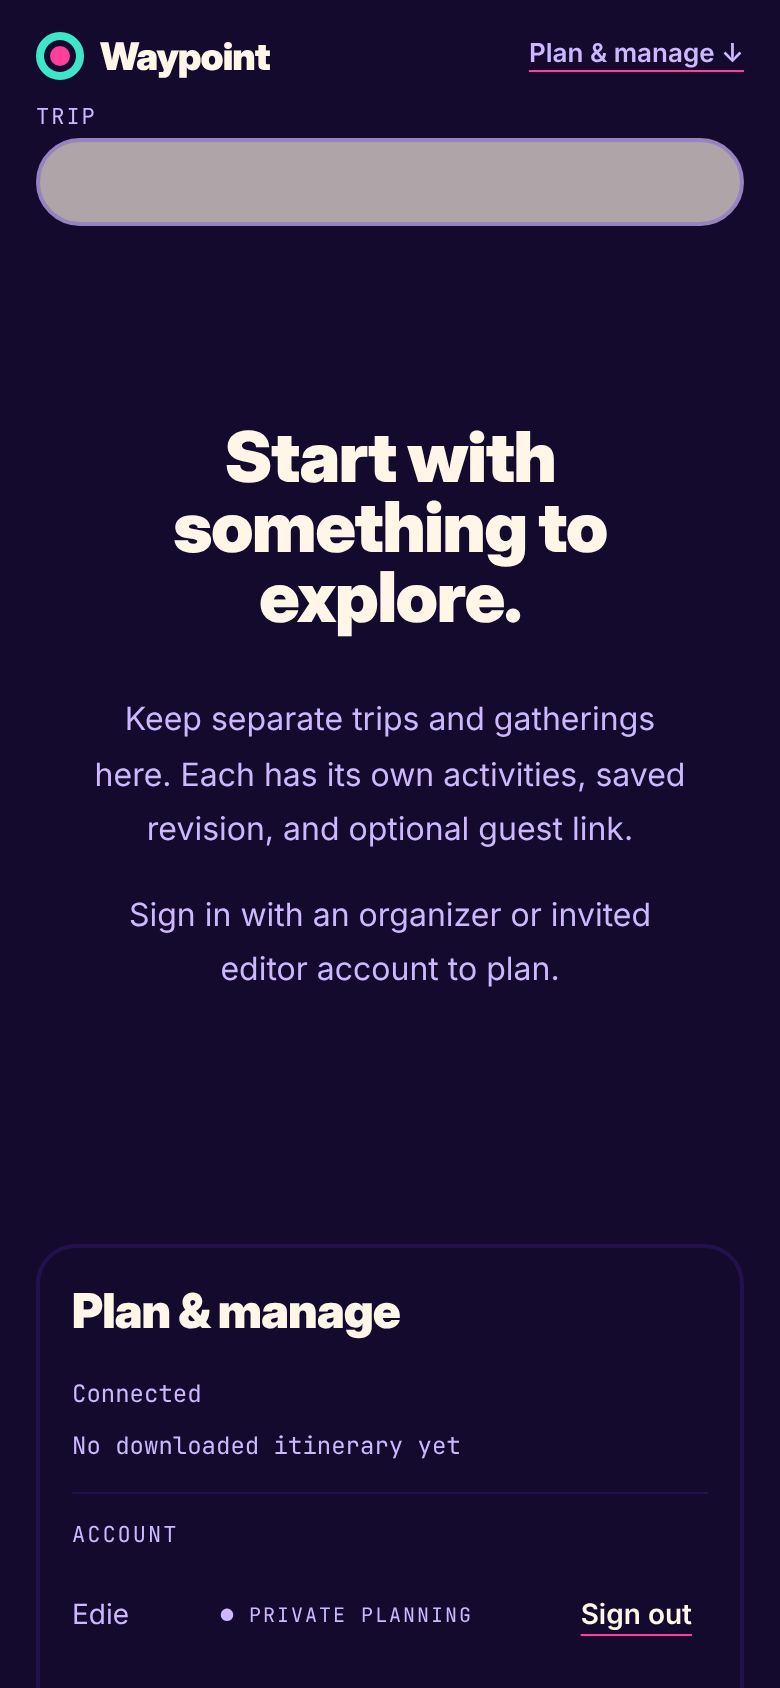 Waypoint
Plan & manage ↓
TRIP
Start with
something to
explore.
Keep separate trips and gatherings
here. Each has its own activities, saved
revision, and optional guest link.
Sign in with an organizer or invited
editor account to plan.
Plan & manage
Connected
No downloaded itinerary yet
ACCOUNT
Edie
● PRIVATE PLANNING
Sign out